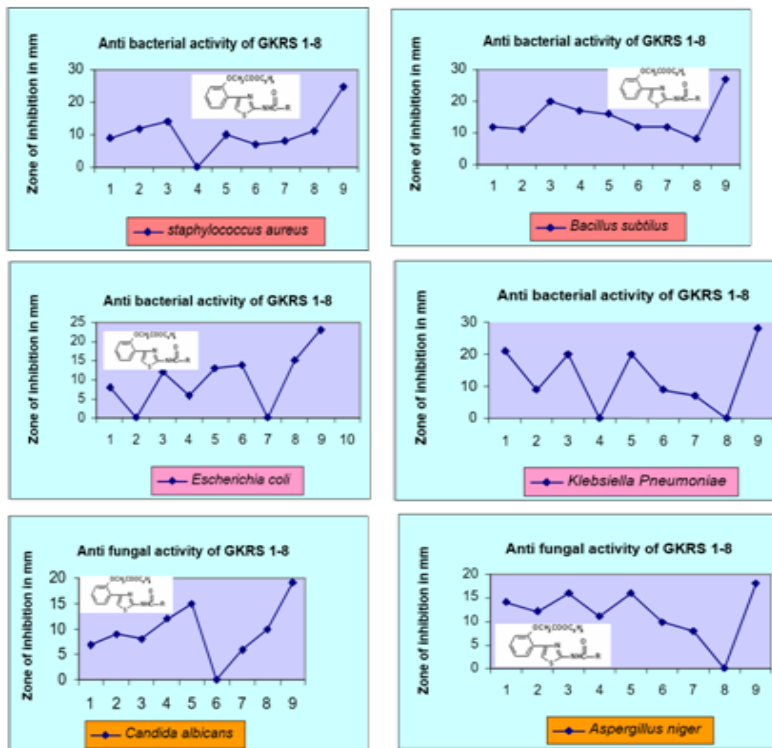 Anti bacterial activity of GKRS 1-8
Zone of inhibition in mm
30
20
10
0
1 2 3 4 5 6 7 8 9
staphylococcus aureus
Anti bacterial activity of GKRS 1-8
Zone of inhibition in mm
30
20
10
0
1 2 3 4 5 6 7 8 9
Bacillus subtilus
Anti bacterial activity of GKRS 1-8
Zone of inhibition in mm
25
20
15
10
5
0
1 2 3 4 5 6 7 8 9 10
Escherichia coli
Anti bacterial activity of GKRS 1-8
Zone of inhibition in mm
30
20
10
0
1 2 3 4 5 6 7 8 9
Klebsiella Pneumoniae
Anti fungal activity of GKRS 1-8
Zone of inhibition in mm
20
15
10
5
0
1 2 3 4 5 6 7 8 9
Candida albicans
Anti fungal activity of GKRS 1-8
Zone of inhibition in mm
20
15
10
5
0
1 2 3 4 5 6 7 8 9
Aspergillus niger